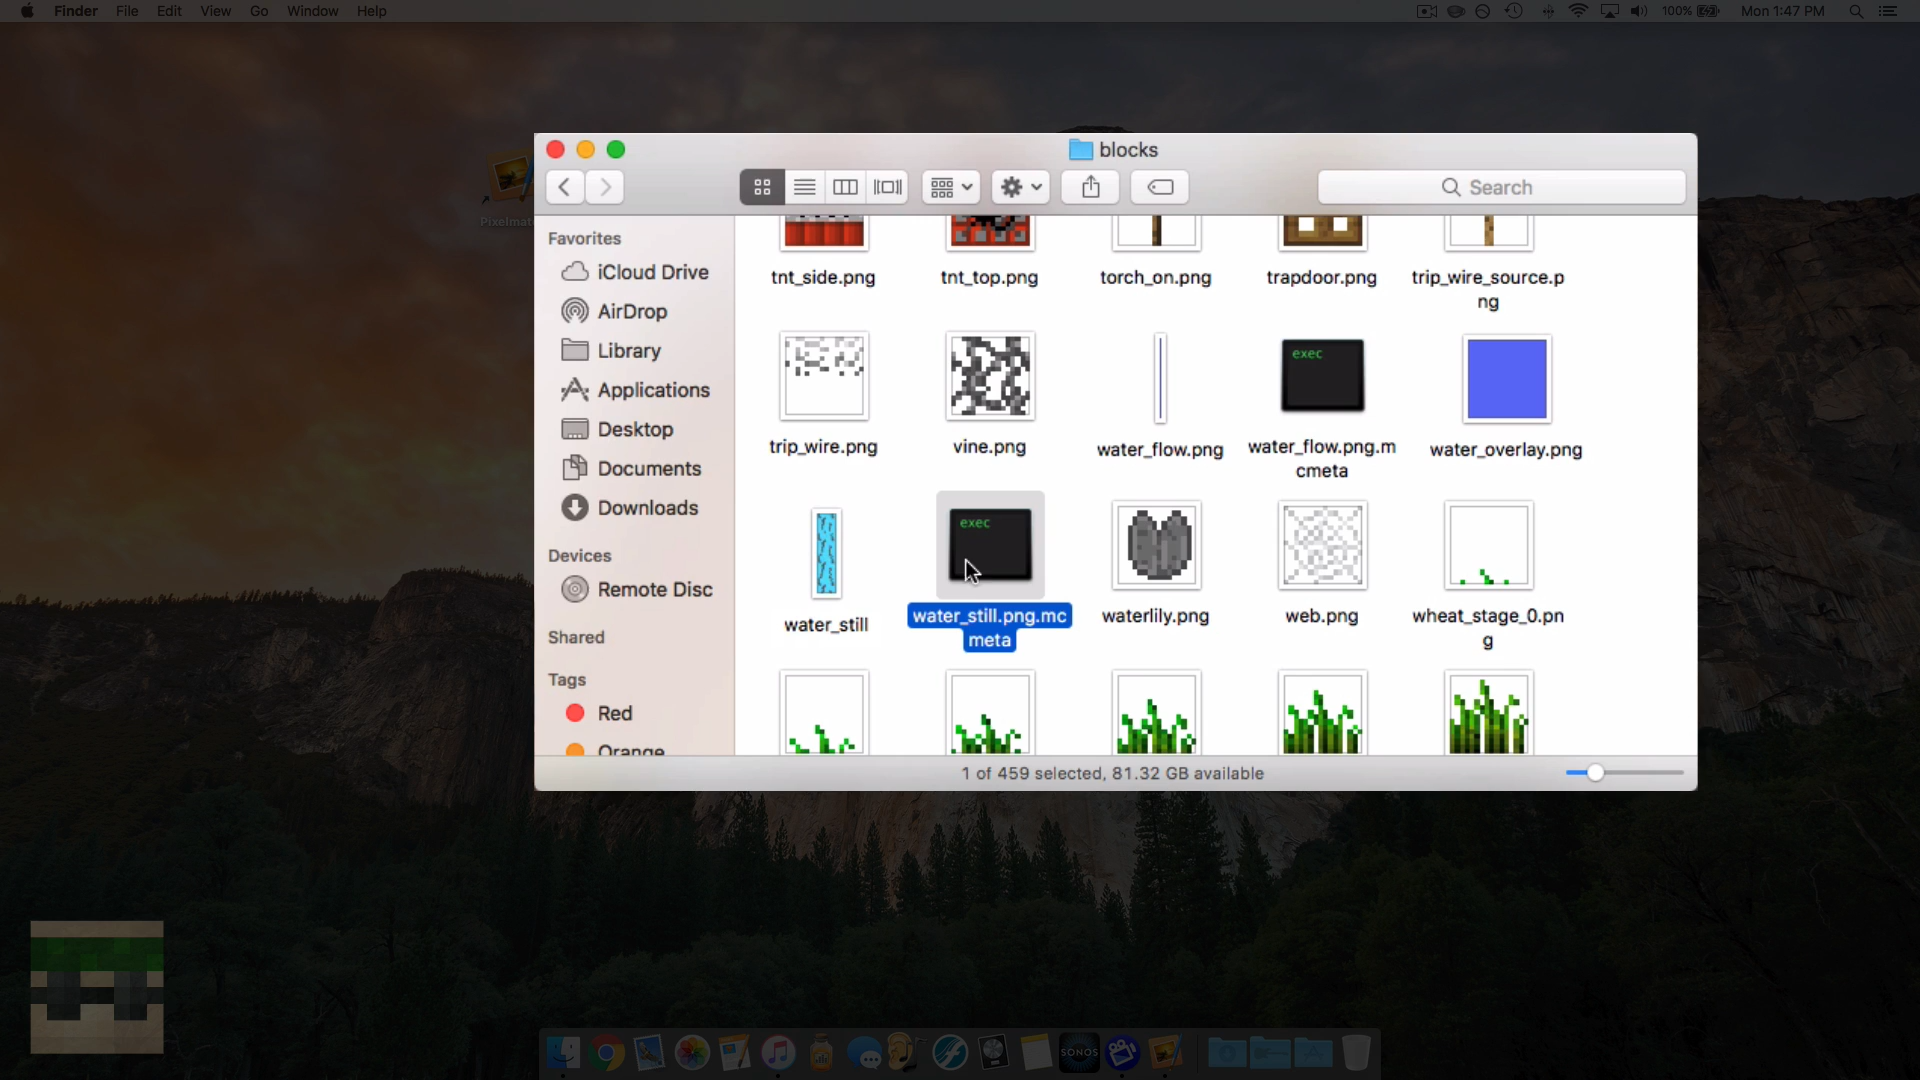 Finder File Edit View Go Window Help
100% Mon 1:47 PM
Pixelmat
blocks
Search
Favorites
iCloud Drive
AirDrop
Library
Applications
Desktop
Documents
Downloads
Devices
Remote Disc
Shared
Tags
Red
Orange
tnt_side.png
tnt_top.png
torch_on.png
trapdoor.png
trip_wire_source.p
ng
exec
trip_wire.png
vine.png
water_flow.png
water_flow.png.m
cmeta
water_overlay.png
exec
water_still
water_still.png.mc
meta
waterlily.png
web.png
wheat_stage_0.pn
g
1 of 459 selected, 81.32 GB available
SONOS